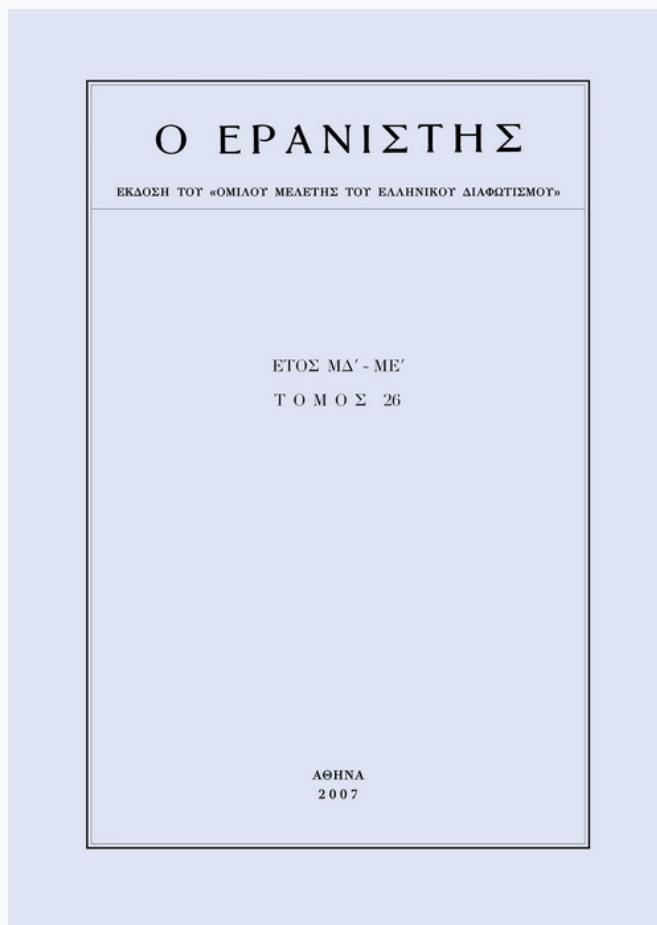 Ο ΕΡΑΝΙΣΤΗΣ
ΕΚΔΟΣΗ ΤΟΥ «ΟΜΙΛΟΥ ΜΕΛΕΤΗΣ ΤΟΥ ΕΛΛΗΝΙΚΟΥ ΔΙΑΦΩΤΙΣΜΟΥ»
ΕΤΟΣ ΜΔ′ - ΜΕ′
ΤΟΜΟΣ 26
ΑΘΗΝΑ
2007